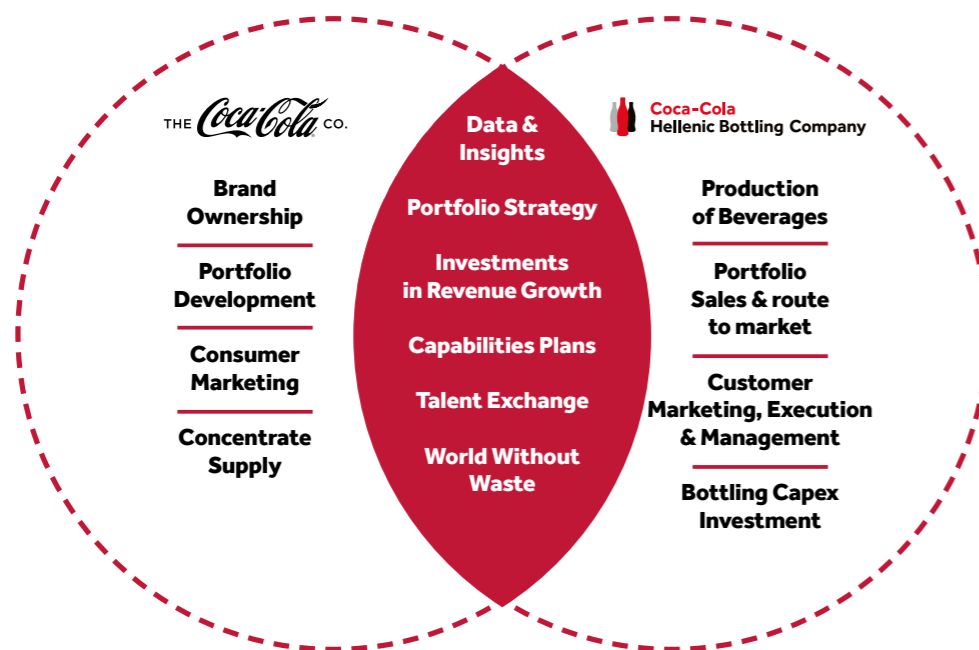 THE Coca-Cola CO.
Brand
Ownership
Portfolio
Development
Consumer
Marketing
Concentrate
Supply
Data &
Insights
Portfolio Strategy
Investments
in Revenue Growth
Capabilities Plans
Talent Exchange
World Without
Waste
Coca-Cola
Hellenic Bottling Company
Production
of Beverages
Portfolio
Sales & route
to market
Customer
Marketing, Execution
& Management
Bottling Capex
Investment